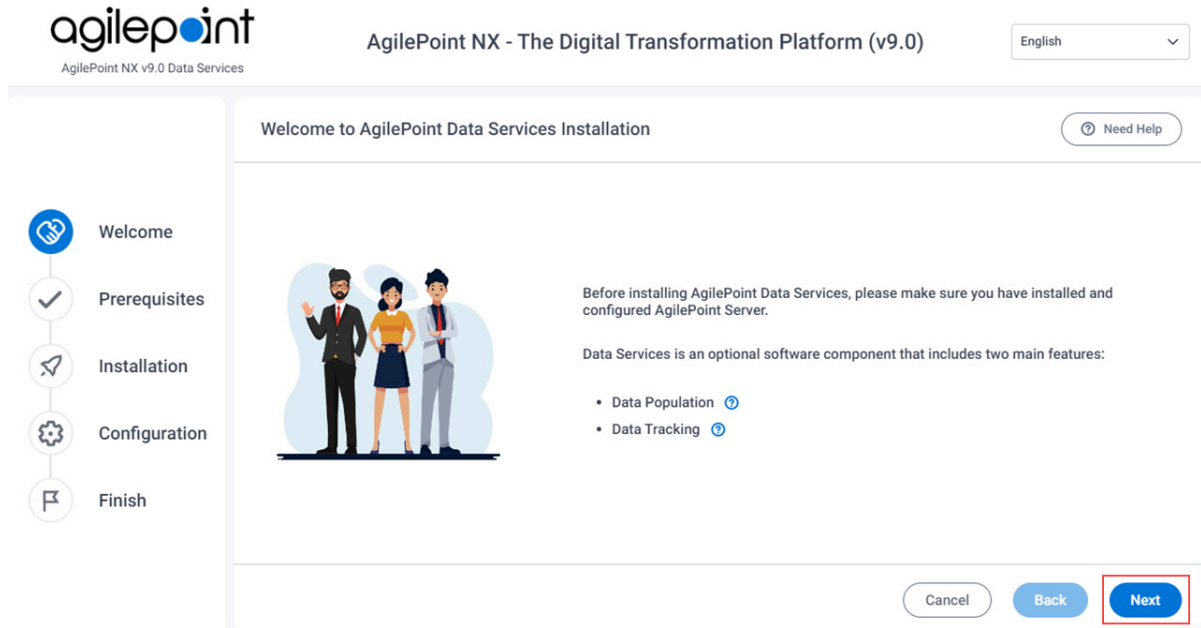 agilepoint
AgilePoint NX v9.0 Data Services
AgilePoint NX - The Digital Transformation Platform (v9.0)
English
Welcome to AgilePoint Data Services Installation
Need Help
Welcome
Prerequisites
Installation
Configuration
Finish
Before installing AgilePoint Data Services, please make sure you have installed and
configured AgilePoint Server.
Data Services is an optional software component that includes two main features:
• Data Population
• Data Tracking
Cancel
Back
Next